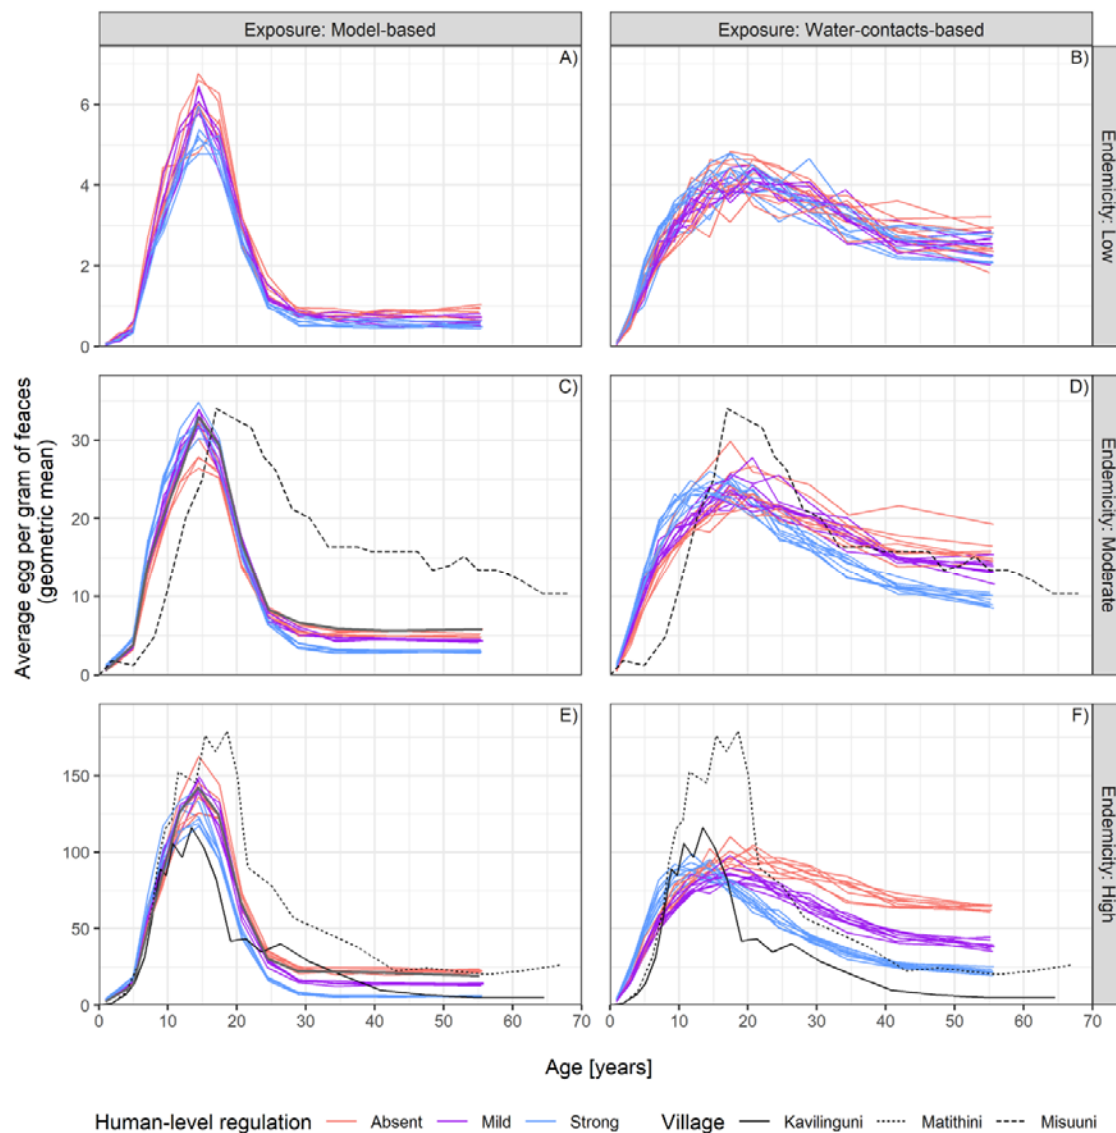 Exposure: Model-based
Exposure: Water-contacts-based
A)
B)
6
4
2
0
Endemicity: Low
C)
D)
30
20
10
0
Endemicity: Moderate
Average egg per gram of feaces
(geometric mean)
E)
F)
150
100
50
0
Endemicity: High
0 10 20 30 40 50 60 70
0 10 20 30 40 50 60 70
Age [years]
Human-level regulation Absent Mild Strong Village Kavilinguni Matithini Misuuni